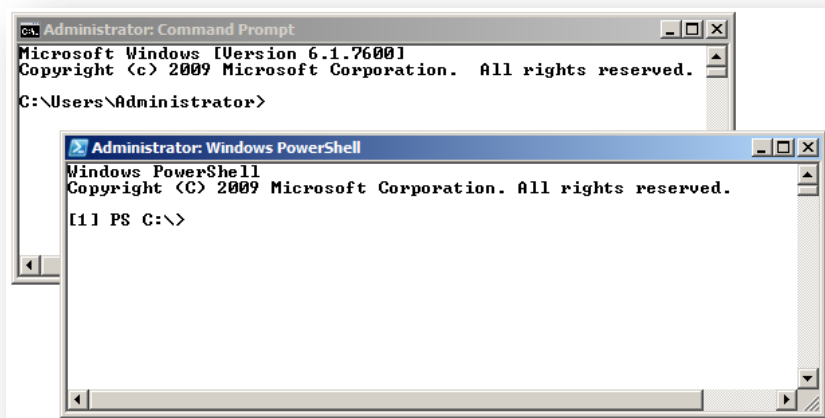 Administrator: Command Prompt
Microsoft Windows [Version 6.1.7600]
Copyright (c) 2009 Microsoft Corporation.  All rights reserved.
C:\Users\Administrator>
Administrator: Windows PowerShell
Windows PowerShell
Copyright (C) 2009 Microsoft Corporation. All rights reserved.
[1] PS C:\>